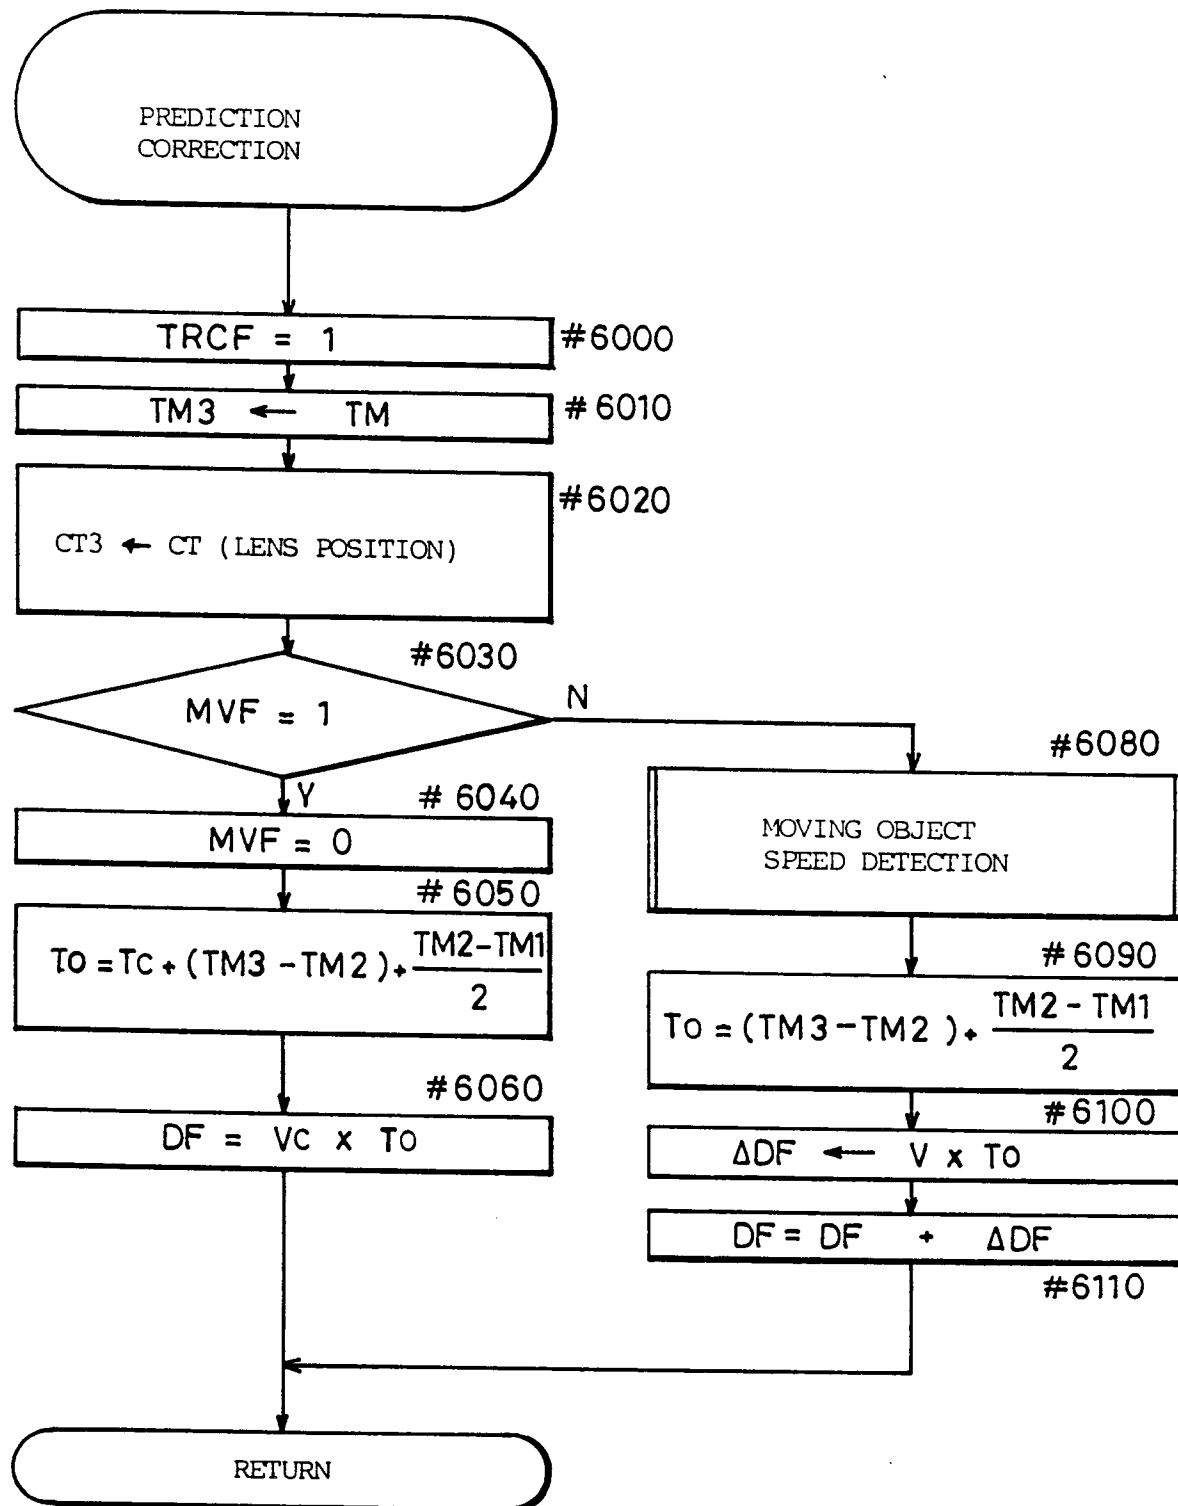 PREDICTION
CORRECTION
TRCF = 1
#6000
TM3 ← TM
#6010
#6020
CT3 ← CT (LENS POSITION)
#6030
MVF = 1
N
Y
#6040
MVF = 0
#6050
To = Tc + (TM3 - TM2) + TM2-TM1
2
#6060
DF = Vc x To
#6080
MOVING OBJECT
SPEED DETECTION
#6090
To = (TM3 - TM2) + TM2 - TM1
2
#6100
ΔDF ← V x To
DF = DF + ΔDF
#6110
RETURN